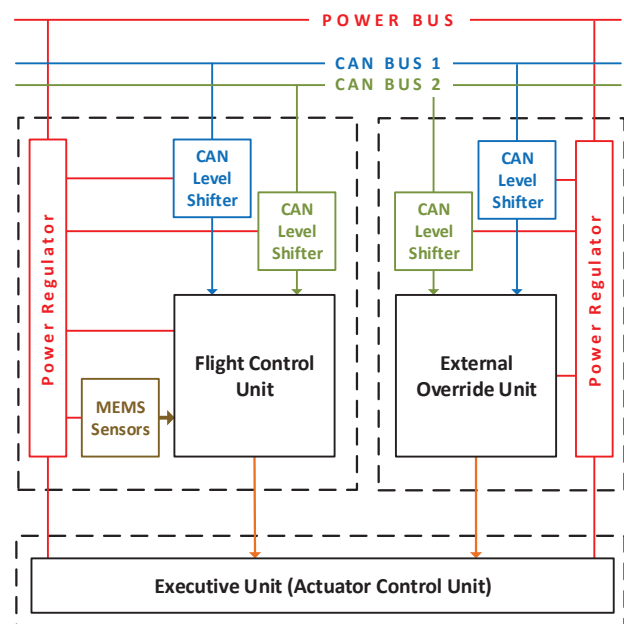 POWER BUS
CAN BUS 1
CAN BUS 2
CAN
Level
Shifter
CAN
Level
Shifter
Power Regulator
Flight Control
Unit
MEMS
Sensors
CAN
Level
Shifter
CAN
Level
Shifter
Power Regulator
External
Override Unit
Executive Unit (Actuator Control Unit)